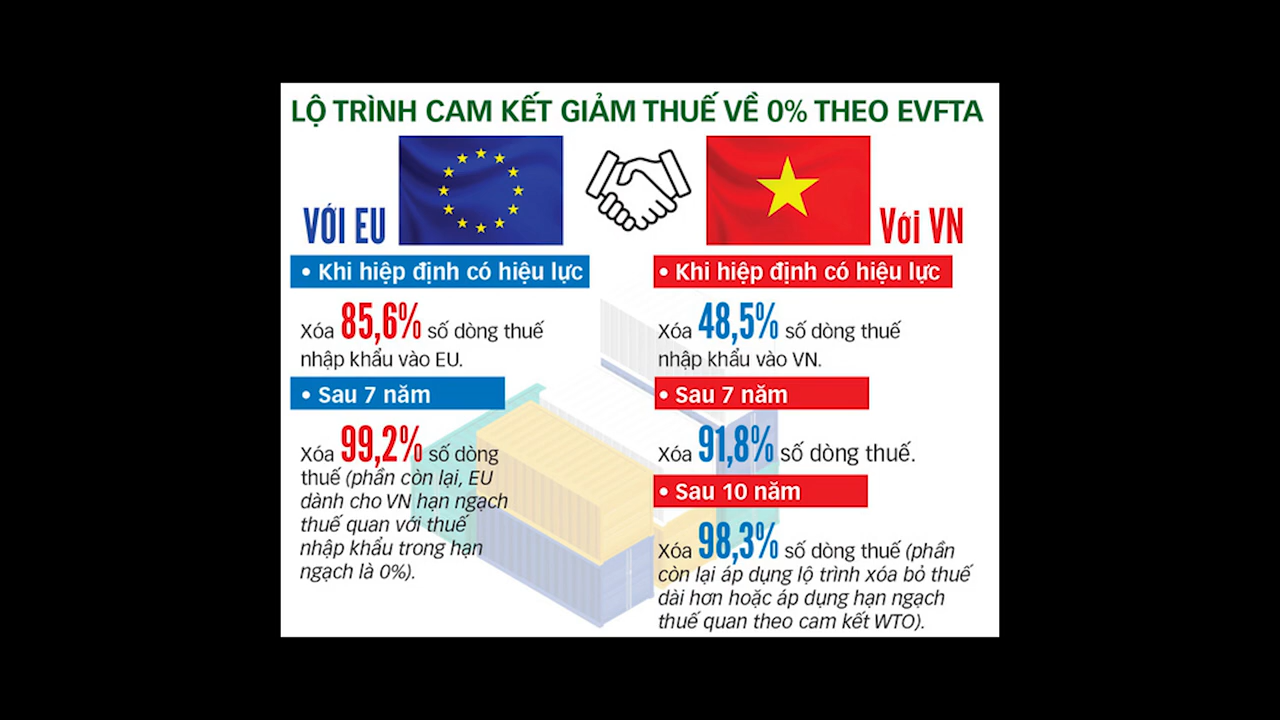 LỘ TRÌNH CAM KẾT GIẢM THUẾ VỀ 0% THEO EVFTA
VỚI EU
• Khi hiệp định có hiệu lực
Xóa 85,6% số dòng thuế
nhập khẩu vào EU.
• Sau 7 năm
Xóa 99,2% số dòng
thuế (phần còn lại, EU
dành cho VN hạn ngạch
thuế quan với thuế
nhập khẩu trong hạn
ngạch là 0%).
Với VN
• Khi hiệp định có hiệu lực
Xóa 48,5% số dòng thuế
nhập khẩu vào VN.
• Sau 7 năm
Xóa 91,8% số dòng thuế.
• Sau 10 năm
Xóa 98,3% số dòng thuế (phần
còn lại áp dụng lộ trình xóa bỏ thuế
dài hơn hoặc áp dụng hạn ngạch
thuế quan theo cam kết WTO).